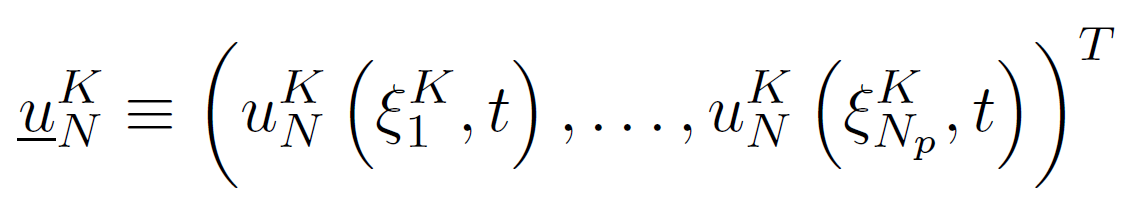 \underline{u}_N^K \equiv \left( u_N^K \left( \xi_1^K, t \right), \ldots, u_N^K \left( \xi_{N_p}^K, t \right) \right)^T